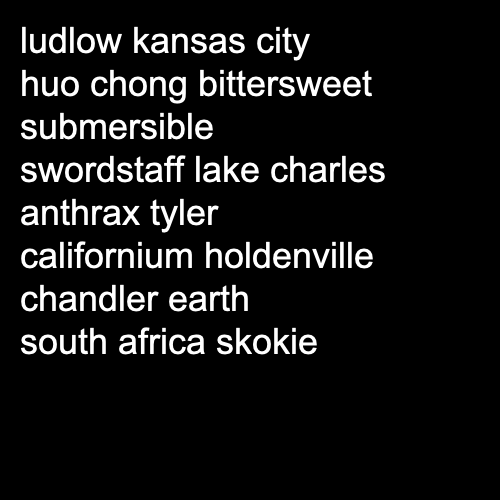 ludlow kansas city
huo chong bittersweet
submersible
swordstaff lake charles
anthrax tyler
californium holdenville
chandler earth
south africa skokie